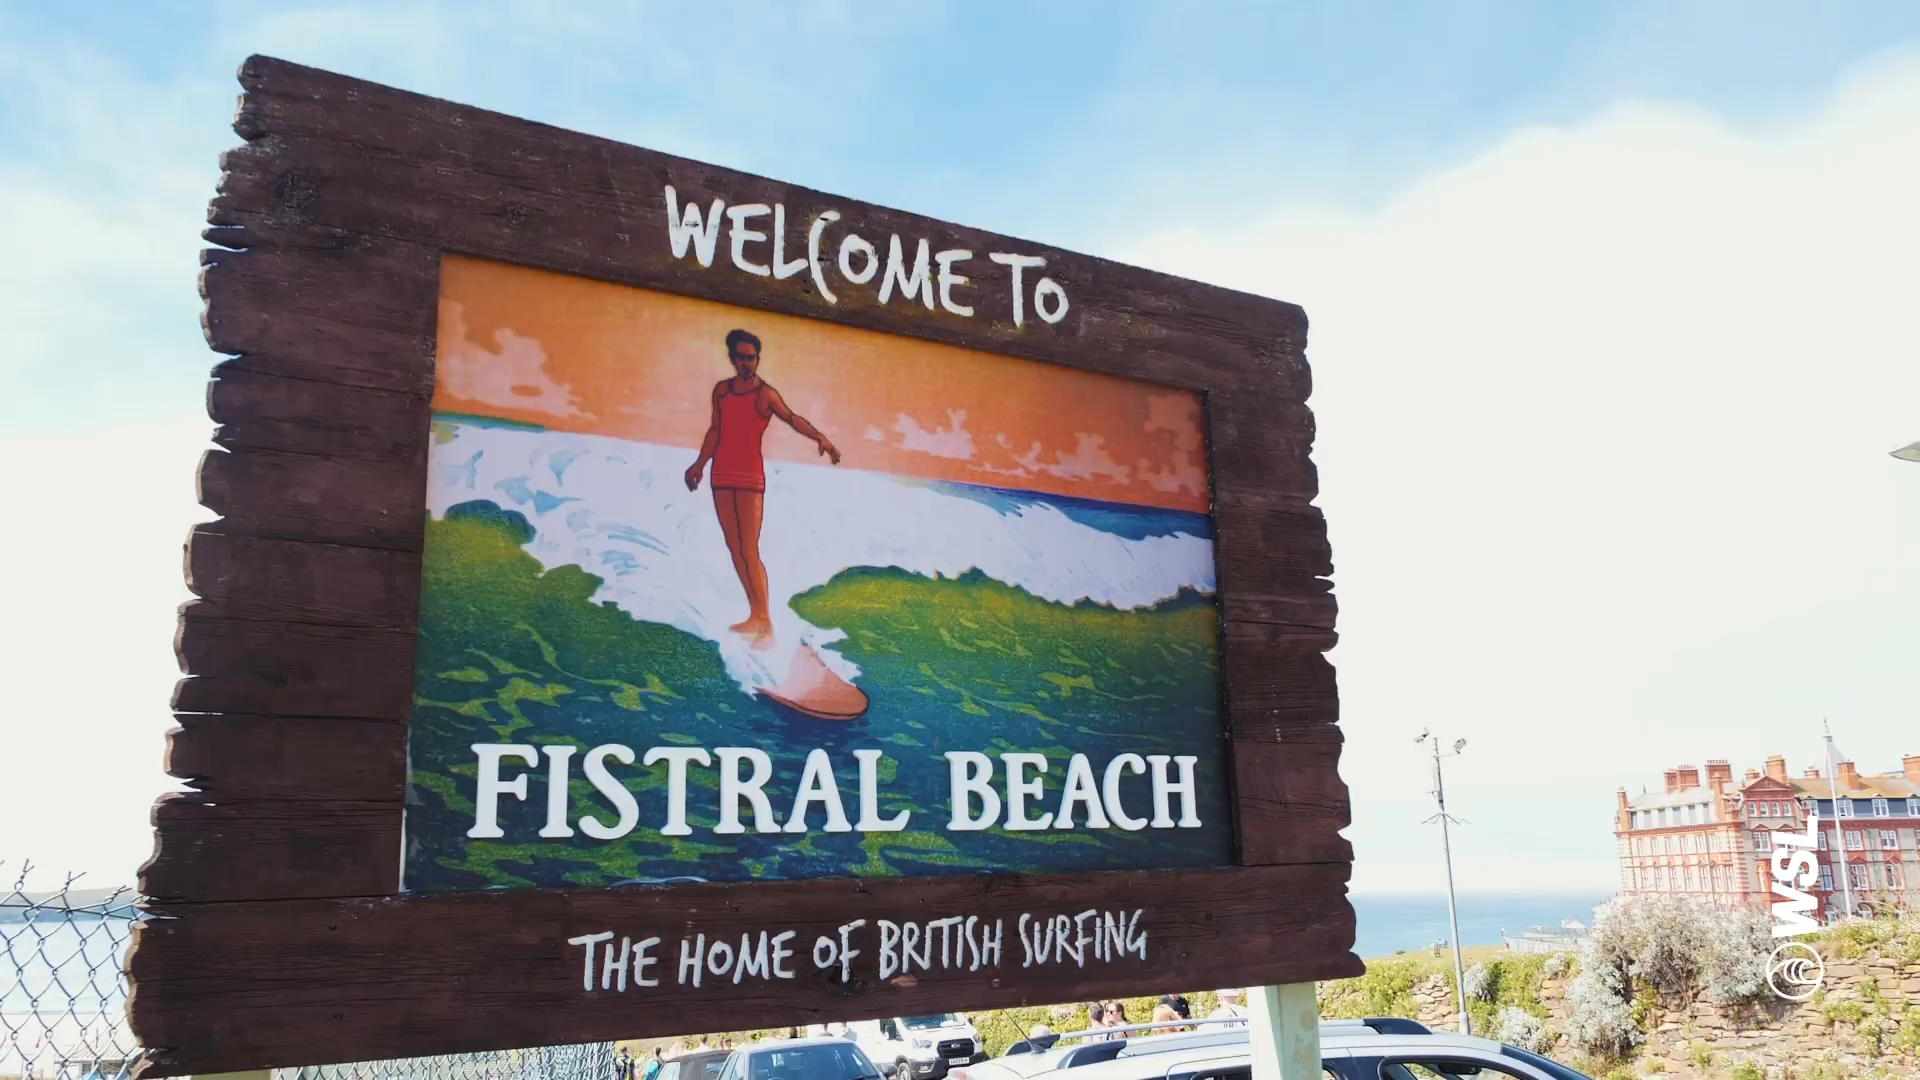 WELCOME TO
FISTRAL BEACH
THE HOME OF BRITISH SURFING
WSL